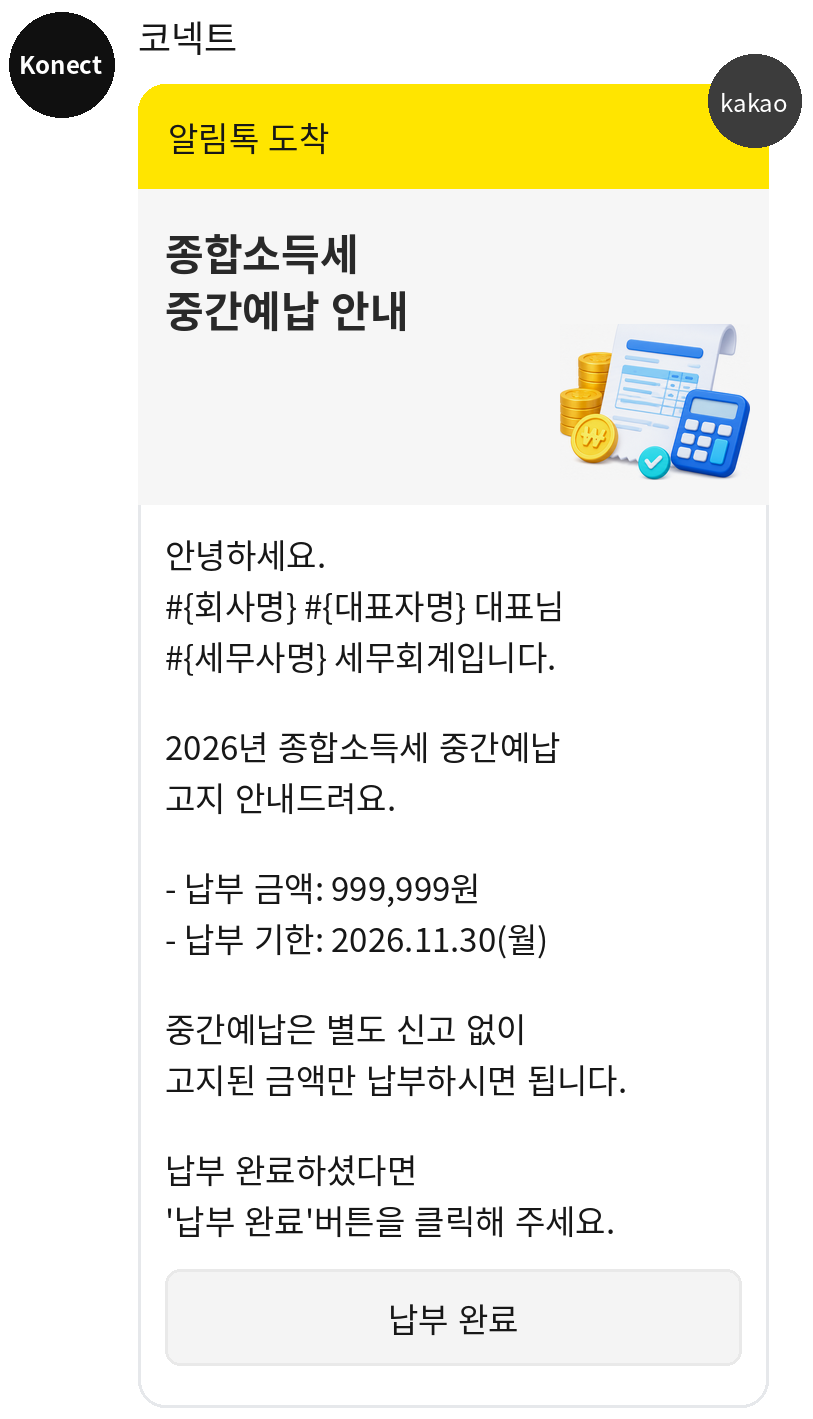 Konect
코넥트
kakao
알림톡 도착
종합소득세
중간예납 안내
안녕하세요.
#{회사명} #{대표자명} 대표님
#{세무사명} 세무회계입니다.
2026년 종합소득세 중간예납
고지 안내드려요.
- 납부 금액: 999,999원
- 납부 기한: 2026.11.30(월)
중간예납은 별도 신고 없이
고지된 금액만 납부하시면 됩니다.
납부 완료하셨다면
'납부 완료'버튼을 클릭해 주세요.
납부 완료